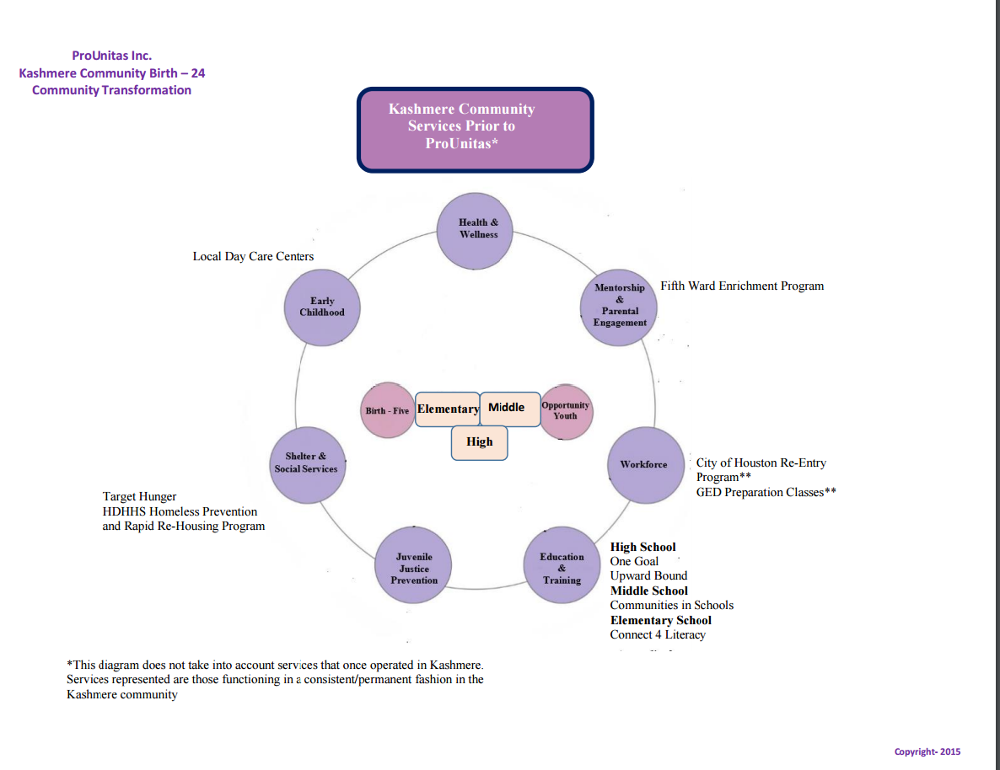 ProUnitas Inc.
Kashmere Community Birth – 24
Community Transformation
Kashmere Community
Services Prior to
ProUnitas*
Health &
Wellness
Local Day Care Centers
Early
Childhood
Mentorship
&
Parental
Engagement
Fifth Ward Enrichment Program
Birth - Five
Elementary
Middle
Opportunity
Youth
High
Shelter &
Social Services
Target Hunger
HDHHS Homeless Prevention
and Rapid Re-Housing Program
Workforce
City of Houston Re-Entry
Program**
GED Preparation Classes**
Juvenile
Justice
Prevention
Education
&
Training
High School
One Goal
Upward Bound
Middle School
Communities in Schools
Elementary School
Connect 4 Literacy
*This diagram does not take into account services that once operated in Kashmere.
Services represented are those functioning in a consistent/permanent fashion in the
Kashmere community
Copyright- 2015